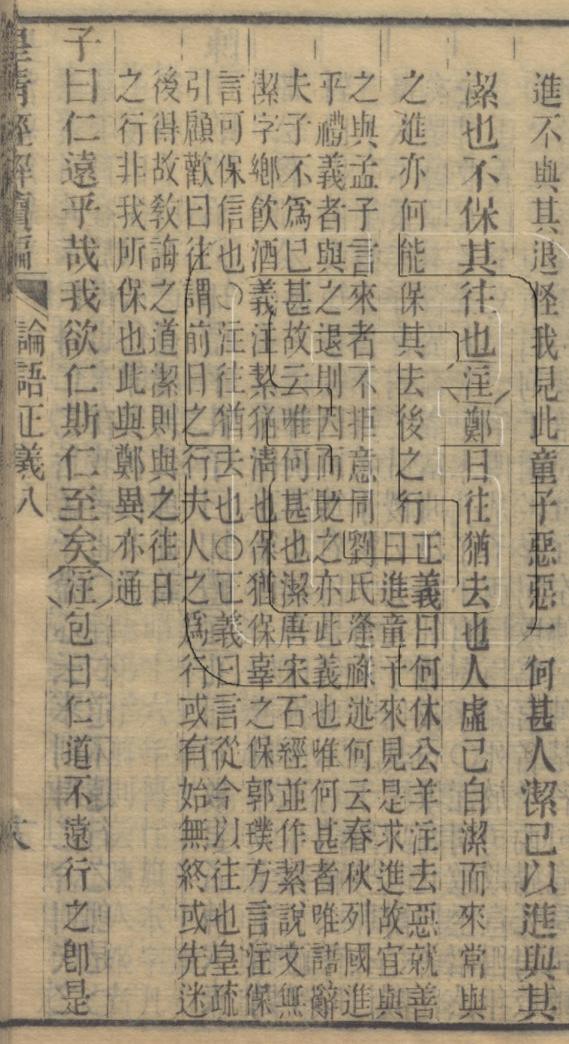 進不與其退怪我見此童子惡惡一何甚人潔己以進與其
潔也不保其往也注鄭曰往猶去也人虛己自潔而來當與
之進亦何能保其去後之行正義曰何休公羊注去惡就善
曰進童子來見是求進故宜與
之與孟子言來者不拒意同劉氏逢祿述何云春秋列國進
乎禮義者與之退則因而貶之亦此義也唯何甚者唯語辭
夫子不為已甚故云唯何甚也潔唐宋石經並作絜說文無
潔字鄉飲酒義注絜猶清也保猶保辜之保郭璞方言注保
言可保信也○注往猶去也○正義曰言從今以往也皇疏
引顧歡曰往謂前日之行夫人之為行或有始無終或先迷
後得故教誨之道潔則與之往日
之行非我所保也此與鄭異亦通
子曰仁遠乎哉我欲仁斯仁至矣注包曰仁道不遠行之即是
皇清經解續編
論語正義八